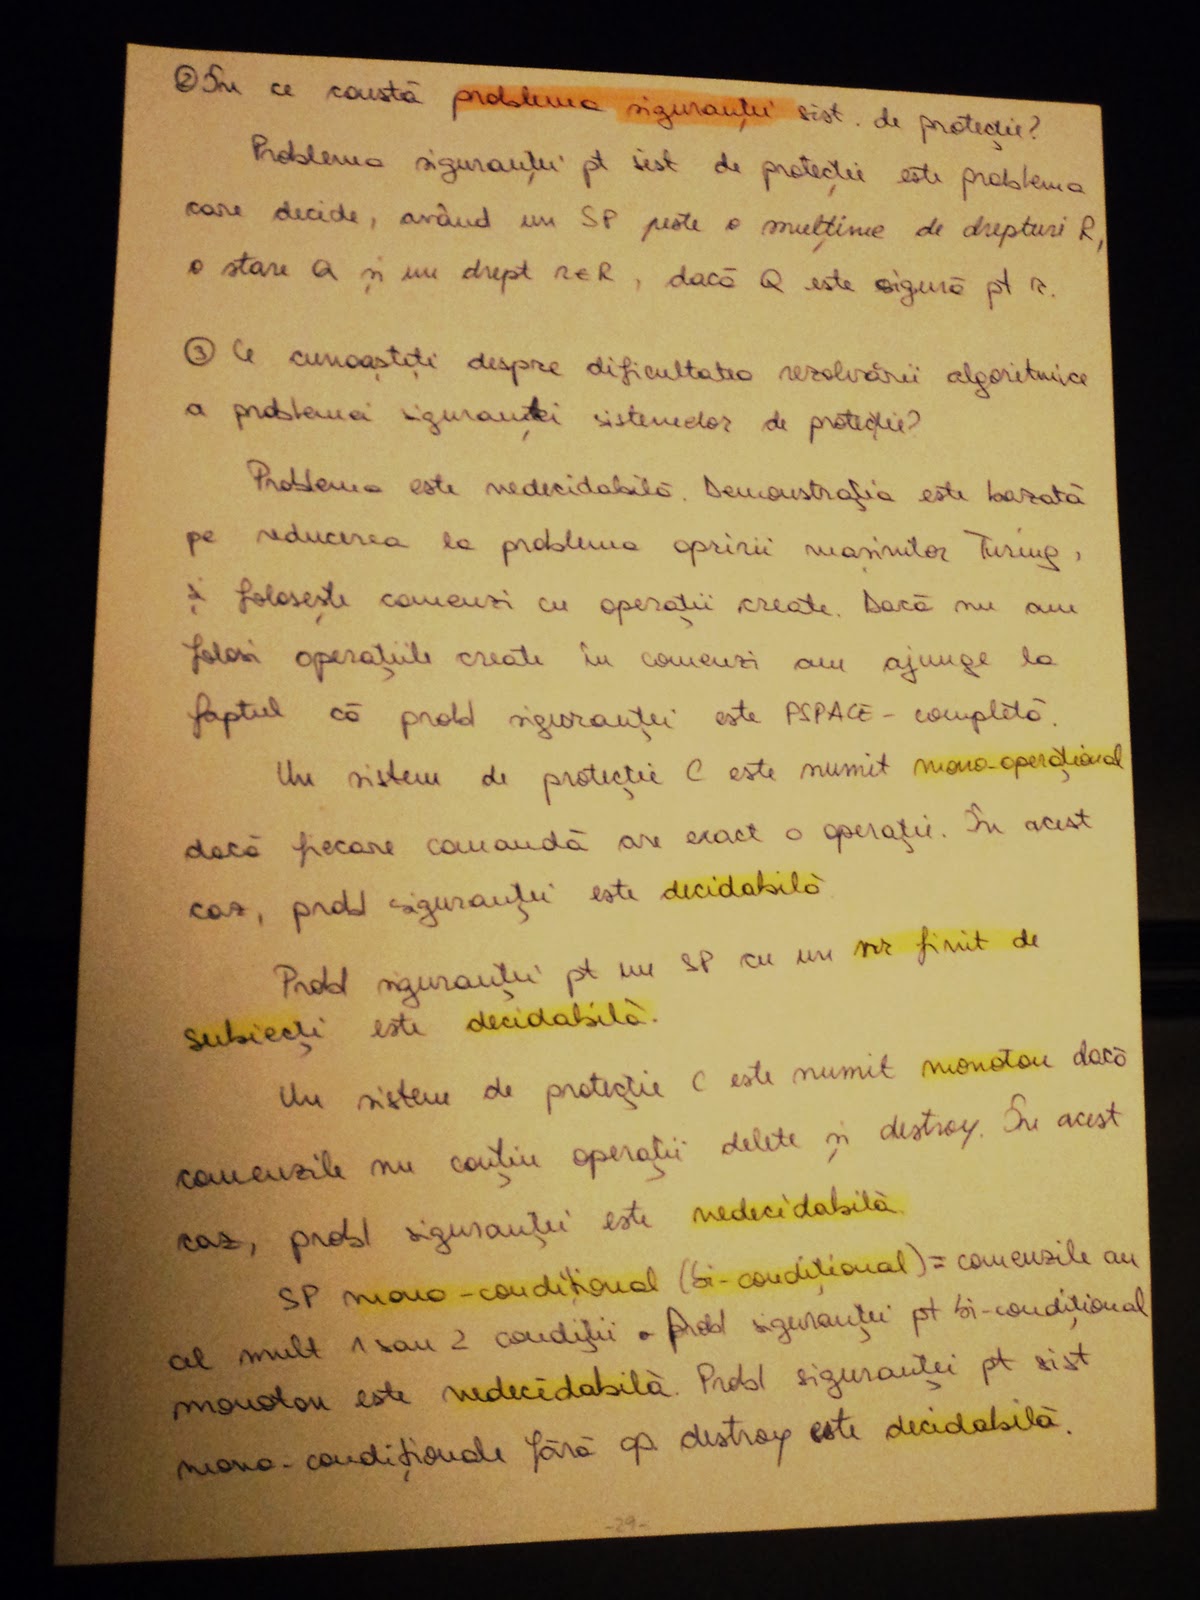 ② În ce constă problema siguranței sist. de protecție?
Problema siguranței pt sist de protecție este problema
care decide, având un SP peste o mulțime de drepturi R,
o stare Q și un drept r∈R, dacă Q este sigură pt r.
③ Ce cunoașteți despre dificultatea rezolvării algoritmice
a problemei siguranței sistemelor de protecție?
Problema este nedecidabilă. Demonstrația este bazată
pe reducerea la problema opririi mașinilor Turing,
și folosește comenzi cu operații create. Dacă nu am
folosi operațiile create în comenzi am ajunge la
faptul că probl siguranței este PSPACE-completă.
Un sistem de protecție C este numit mono-operațional
dacă fiecare comandă are exact o operație. În acest
caz, probl siguranței este decidabilă
Probl siguranței pt un SP cu un nr finit de
subiecți este decidabilă.
Un sistem de protecție C este numit monoton dacă
comenzile nu conțin operații delete și destroy. În acest
caz, probl siguranței este nedecidabilă.
SP mono-condițional (bi-condițional) = comenzile au
cel mult 1 sau 2 condiții. Probl siguranței pt bi-condițional
monoton este nedecidabilă. Probl siguranței pt sist
mono-condiționale fără op. destroy este decidabilă.
-29-